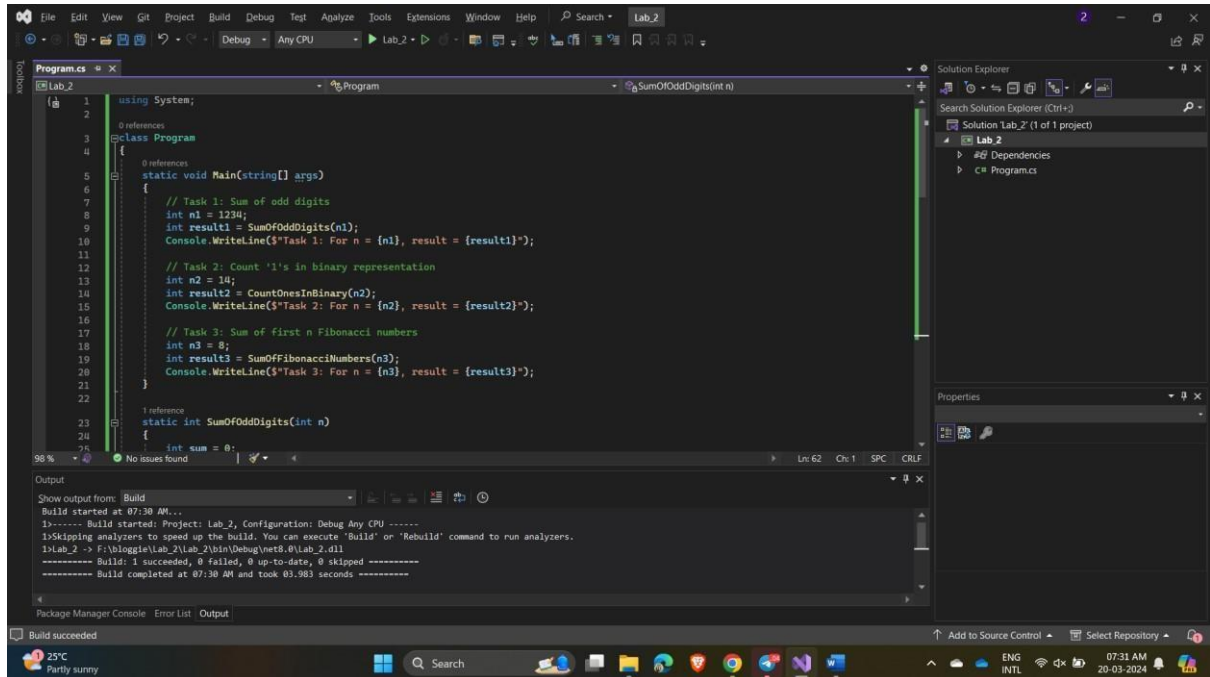 File Edit View Git Project Build Debug Test Analyze Tools Extensions Window Help Search Lab_2
2
Debug Any CPU Lab_2
Toolbox
Program.cs
Lab_2 Program SumOfOddDigits(int n)
1 using System;
2
0 references
3 class Program
4 {
0 references
5 static void Main(string[] args)
6 {
7 // Task 1: Sum of odd digits
8 int n1 = 1234;
9 int result1 = SumOfOddDigits(n1);
10 Console.WriteLine($"Task 1: For n = {n1}, result = {result1}");
11
12 // Task 2: Count '1's in binary representation
13 int n2 = 14;
14 int result2 = CountOnesInBinary(n2);
15 Console.WriteLine($"Task 2: For n = {n2}, result = {result2}");
16
17 // Task 3: Sum of first n Fibonacci numbers
18 int n3 = 8;
19 int result3 = SumOfFibonacciNumbers(n3);
20 Console.WriteLine($"Task 3: For n = {n3}, result = {result3}");
21 }
22
1 reference
23 static int SumOfOddDigits(int n)
24 {
25 int sum = 0;
98 % No issues found Ln: 62 Ch: 1 SPC CRLF
Output
Show output from: Build
Build started at 07:30 AM...
1>------ Build started: Project: Lab_2, Configuration: Debug Any CPU ------
1>Skipping analyzers to speed up the build. You can execute 'Build' or 'Rebuild' command to run analyzers.
1>Lab_2 -> F:\bloggie\Lab_2\Lab_2\bin\Debug\net8.0\Lab_2.dll
========== Build: 1 succeeded, 0 failed, 0 up-to-date, 0 skipped ==========
========== Build completed at 07:30 AM and took 03.983 seconds ==========
Package Manager Console Error List Output
Solution Explorer
Search Solution Explorer (Ctrl+;)
Solution 'Lab_2' (1 of 1 project)
Lab_2
Dependencies
C# Program.cs
Properties
Build succeeded Add to Source Control Select Repository
1 25°C
Partly sunny
Search
ENG
INTL
07:31 AM
20-03-2024